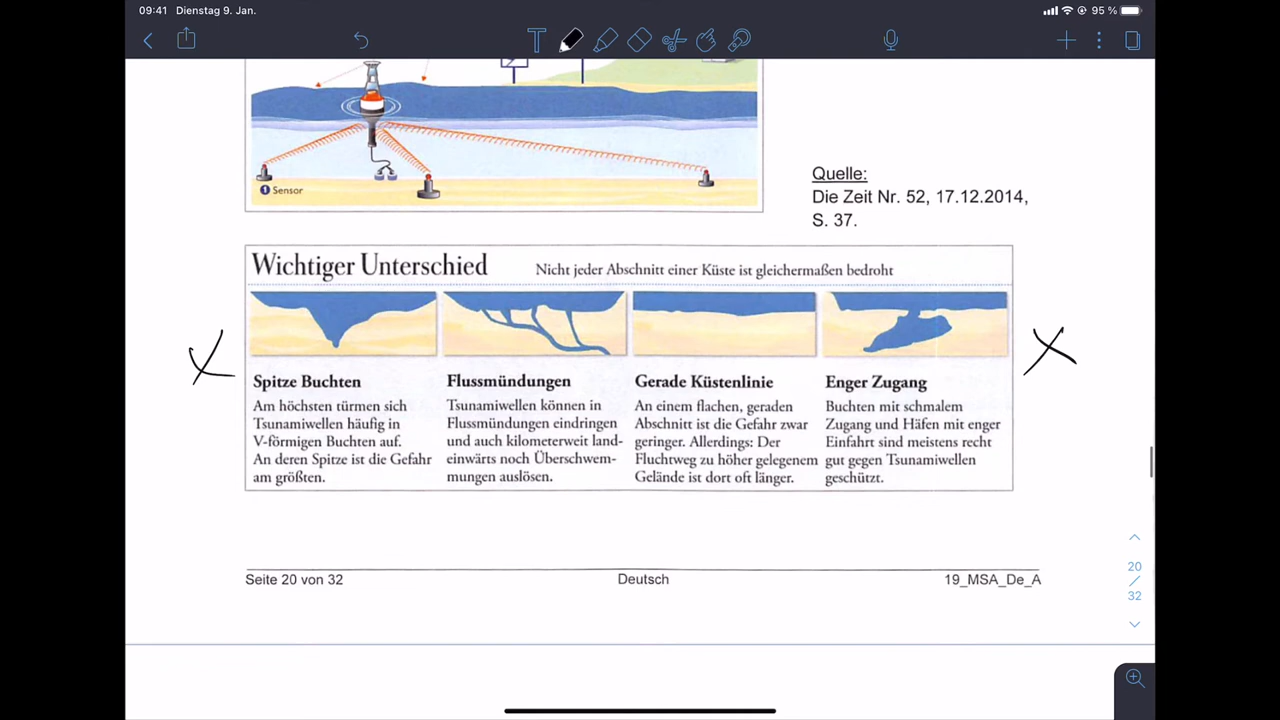 09:41 Dienstag 9. Jan.
95 %
1 Sensor
Quelle:
Die Zeit Nr. 52, 17.12.2014,
S. 37.
Wichtiger Unterschied
Nicht jeder Abschnitt einer Küste ist gleichermaßen bedroht
Spitze Buchten
Am höchsten türmen sich
Tsunamiwellen häufig in
V-förmigen Buchten auf.
An deren Spitze ist die Gefahr
am größten.
Flussmündungen
Tsunamiwellen können in
Flussmündungen eindringen
und auch kilometerweit land-
einwärts noch Überschwem-
mungen auslösen.
Gerade Küstenlinie
An einem flachen, geraden
Abschnitt ist die Gefahr zwar
geringer. Allerdings: Der
Fluchtweg zu höher gelegenem
Gelände ist dort oft länger.
Enger Zugang
Buchten mit schmalem
Zugang und Häfen mit enger
Einfahrt sind meistens recht
gut gegen Tsunamiwellen
geschützt.
20
/
32
Seite 20 von 32
Deutsch
19_MSA_De_A